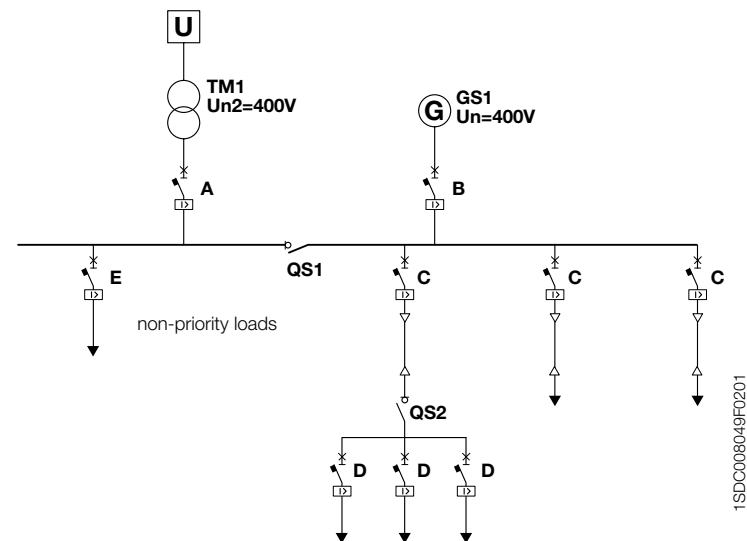 U
TM1
Un2=400V
G
GS1
Un=400V
A
B
I>
I>
QS1
E
C
C
C
I>
I>
I>
I>
non-priority loads
QS2
D
D
D
I>
I>
I>
1SDC008049F0201